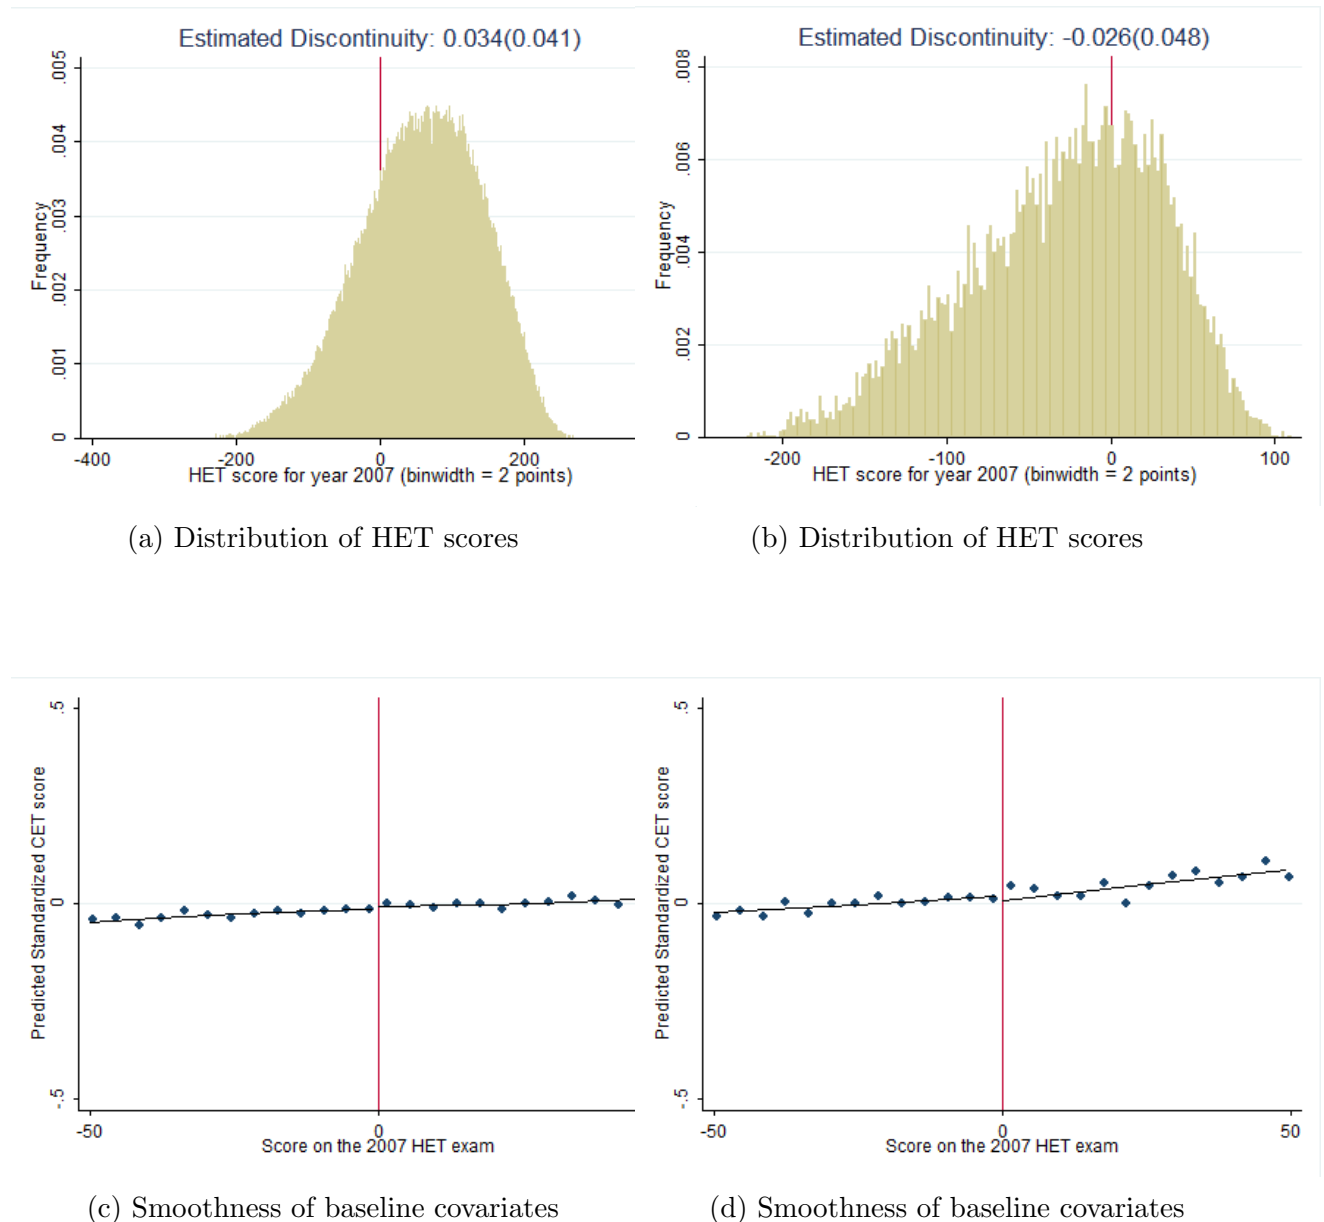 Estimated Discontinuity: 0.034(0.041)
.005
.004
.003
.002
.001
0
Frequency
-400
-200
0
200
HET score for year 2007 (binwidth = 2 points)
(a) Distribution of HET scores
Estimated Discontinuity: -0.026(0.048)
.008
.006
.004
.002
0
Frequency
-200
-100
0
100
HET score for year 2007 (binwidth = 2 points)
(b) Distribution of HET scores
.5
0
-.5
Predicted Standardized CET score
-50
0
Score on the 2007 HET exam
(c) Smoothness of baseline covariates
.5
0
-.5
Predicted Standardized CET score
-50
0
50
Score on the 2007 HET exam
(d) Smoothness of baseline covariates